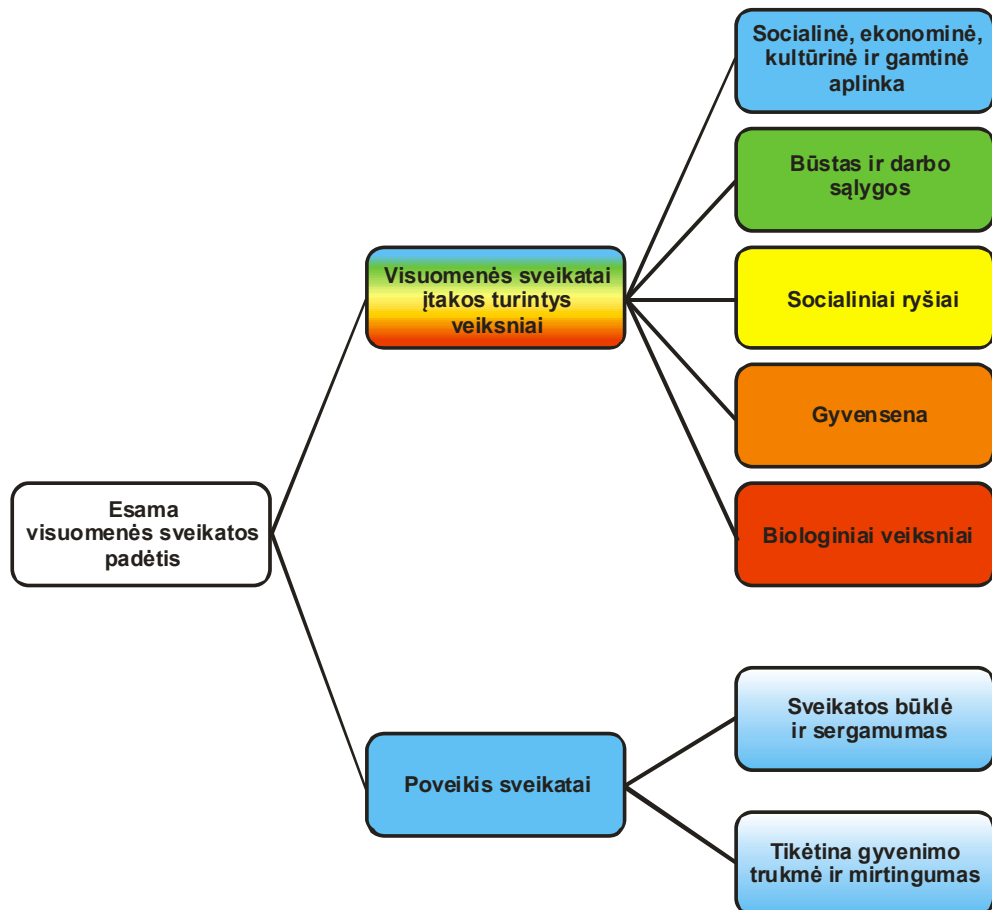 Socialinė, ekonominė,
kultūrinė ir gamtinė
aplinka
Būstas ir darbo
sąlygos
Visuomenės sveikatai
įtakos turintys
veiksniai
Socialiniai ryšiai
Gyvensena
Esama
visuomenės sveikatos
padėtis
Biologiniai veiksniai
Sveikatos būklė
ir sergamumas
Poveikis sveikatai
Tikėtina gyvenimo
trukmė ir mirtingumas